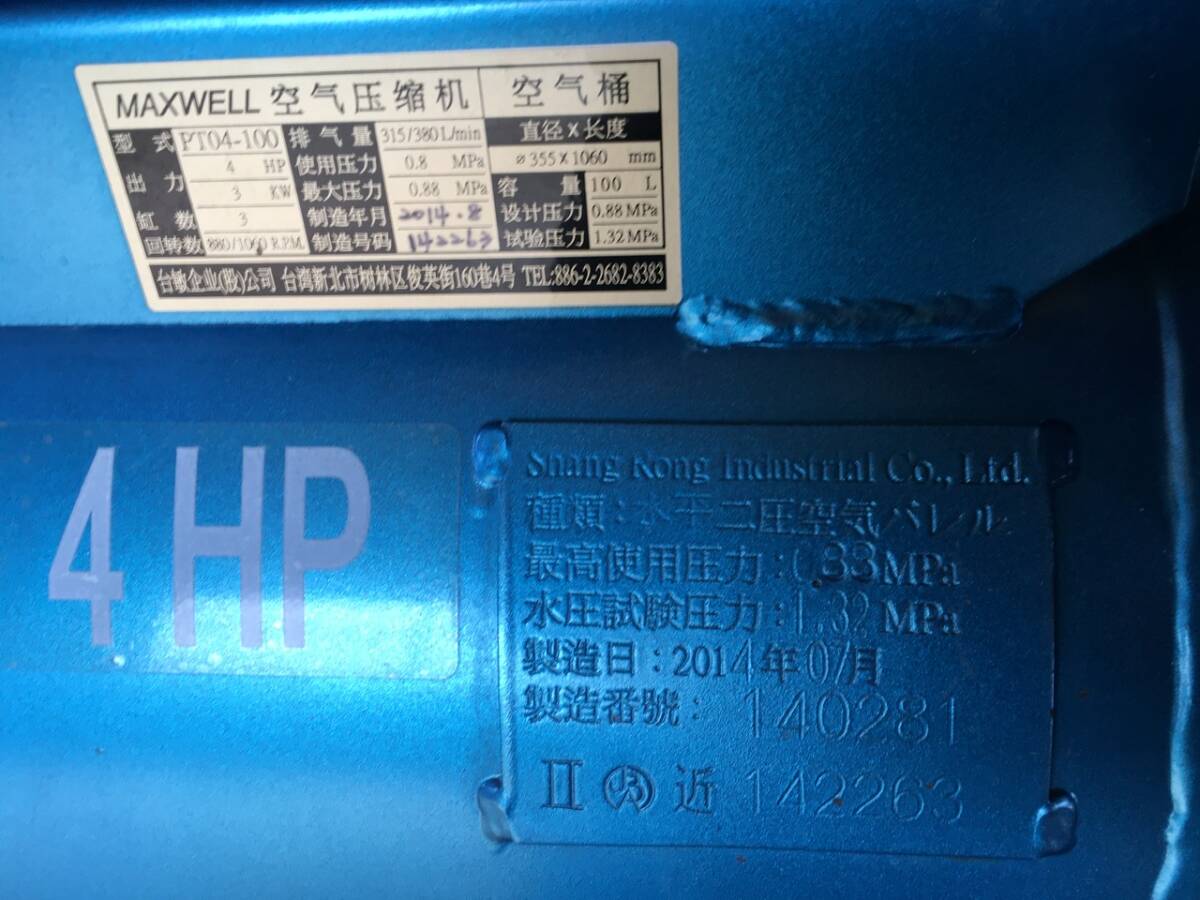 MAXWELL 空气压缩机 空气桶
型式 PT04-100 排气量 315/380 L/min 直径 x 长度
出力 4 HP 使用压力 0.8 MPa ø 355 x 1060 mm
3 KW 最大压力 0.88 MPa 容量 100 L
缸数 3 制造年月 2014.8 设计压力 0.88 MPa
回转数 880/1060 R.P.M. 制造号码 142263 试验压力 1.32 MPa
台敏企业(股)公司 台湾新北市树林区俊英街160巷4号 TEL:886-2-2682-8383
4 HP
Shang Rong Industrial Co., Ltd.
種類:水平二圧空気バレル
最高使用圧力: MPa
水圧試験圧力:1.32 MPa
製造日:2014年07月
製造番號: 140281
II 近 142263